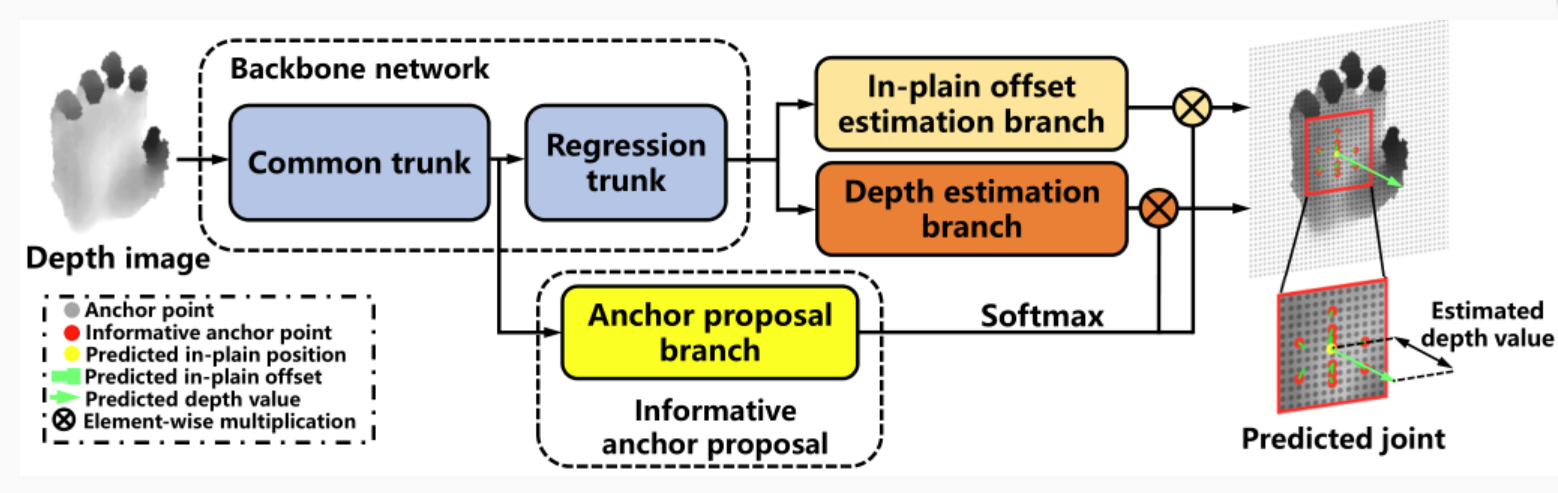 Backbone network
Common trunk
Regression
trunk
In-plain offset
estimation branch
Depth estimation
branch
Depth image
Anchor point
Informative anchor point
Predicted in-plain position
Predicted in-plain offset
Predicted depth value
Element-wise multiplication
Anchor proposal
branch
Informative
anchor proposal
Softmax
Estimated
depth value
Predicted joint